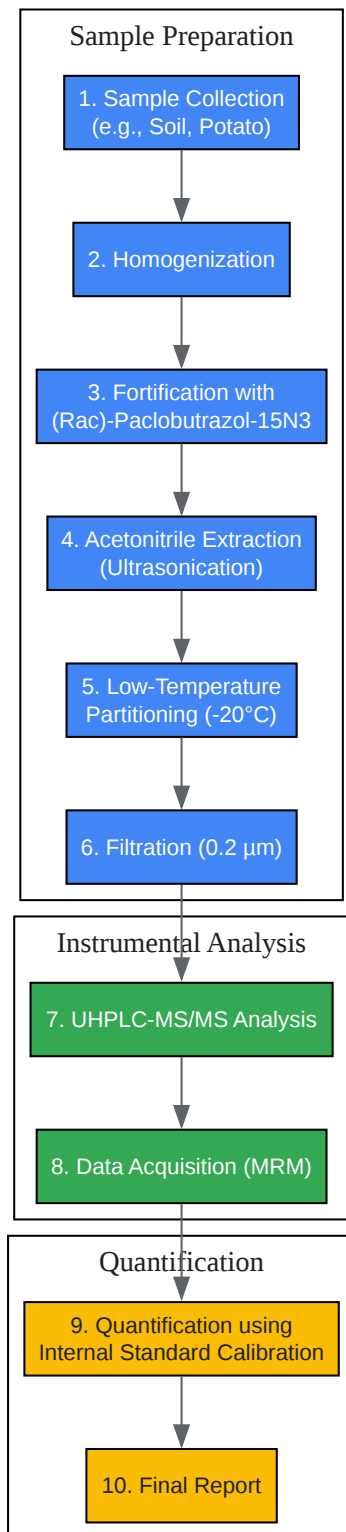 Sample Preparation
1. Sample Collection
(e.g., Soil, Potato)
2. Homogenization
3. Fortification with
(Rac)-Paclobutrazol-15N3
4. Acetonitrile Extraction
(Ultrasonication)
5. Low-Temperature
Partitioning (-20°C)
6. Filtration (0.2 µm)
Instrumental Analysis
7. UHPLC-MS/MS Analysis
8. Data Acquisition (MRM)
Quantification
9. Quantification using
Internal Standard Calibration
10. Final Report